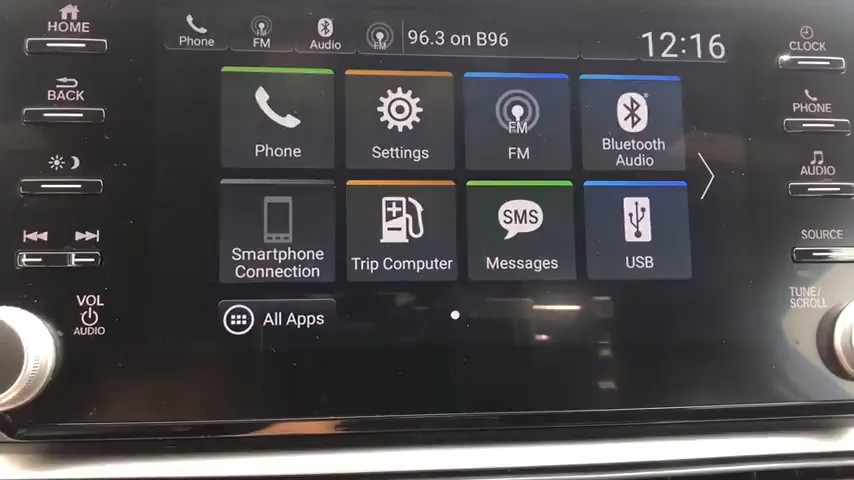 HOME
Phone
FM
Audio
FM
96.3 on B96
12:16
CLOCK
BACK
PHONE
Phone
Settings
FM
FM
Bluetooth
Audio
AUDIO
SMS
Smartphone
Connection
Trip Computer
Messages
USB
SOURCE
VOL
AUDIO
All Apps
TUNE/
SCROLL